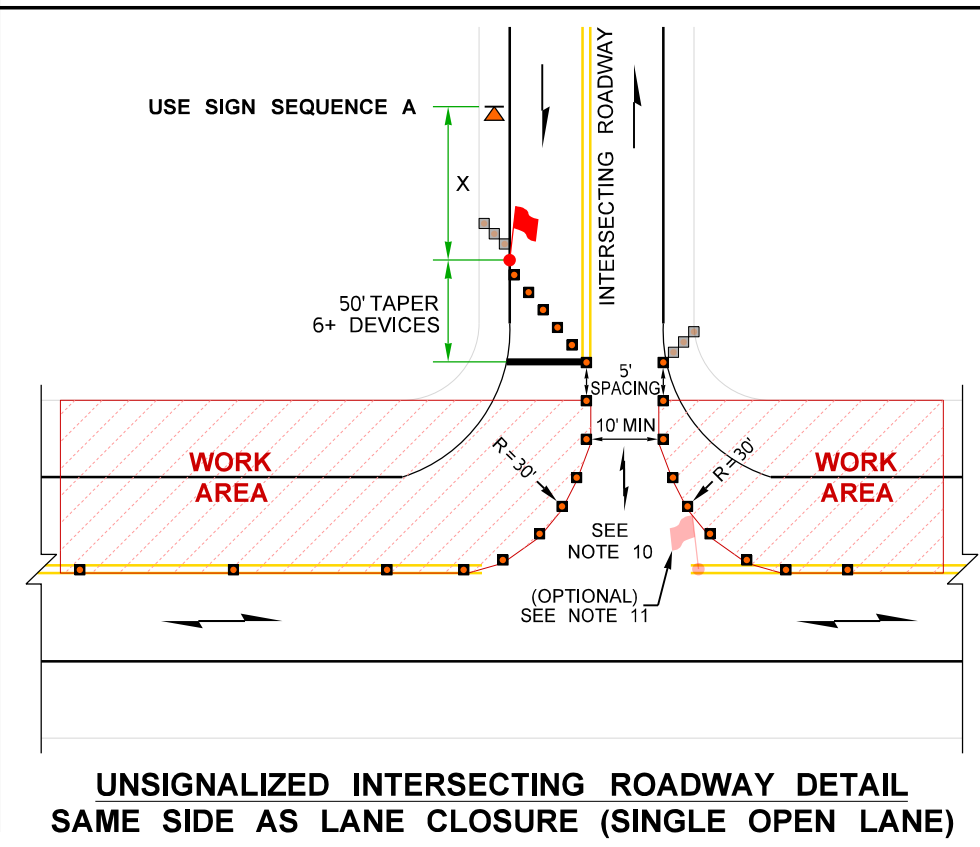 USE SIGN SEQUENCE A
X
INTERSECTING ROADWAY
50' TAPER
6+ DEVICES
5'
SPACING
10' MIN
R=30'
R=30'
WORK
AREA
WORK
AREA
SEE
NOTE 10
(OPTIONAL)
SEE NOTE 11
UNSIGNALIZED INTERSECTING ROADWAY DETAIL
SAME SIDE AS LANE CLOSURE (SINGLE OPEN LANE)